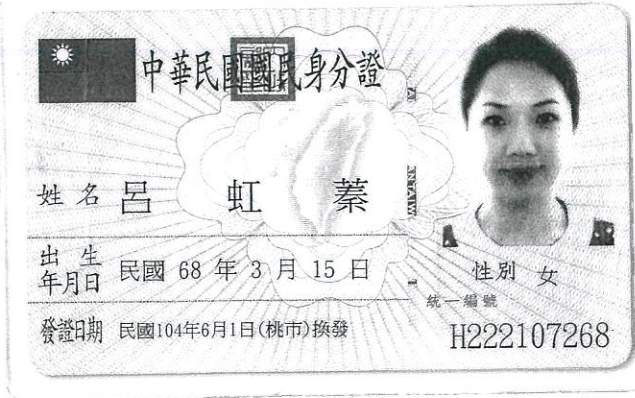 中華民國國民身分證
姓名 呂 虹 蓁
出生年月日 民國 68 年 3 月 15 日
性別 女
統一編號
發證日期 民國104年6月1日(桃市)換發
H222107268